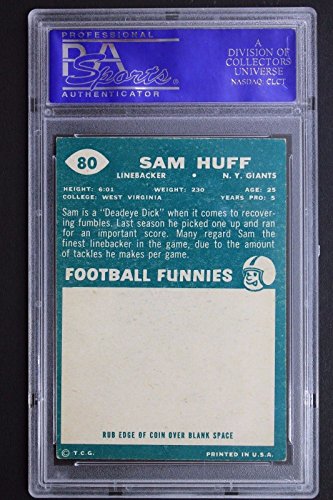 PROFESSIONAL
PSA
Sports
AUTHENTICATOR
A
DIVISION OF
COLLECTORS
UNIVERSE
NASDAQ: CLCT
80
SAM HUFF
LINEBACKER • N. Y. GIANTS
HEIGHT: 6:01 WEIGHT: 230 AGE: 25
COLLEGE: WEST VIRGINIA YEARS PRO: 5
Sam is a "Deadeye Dick" when it comes to recover-
ing fumbles. Last season he picked one up and ran
for an important score. Many regard Sam the
finest linebacker in the game, due to the amount
of tackles he makes per game.
FOOTBALL FUNNIES
RUB EDGE OF COIN OVER BLANK SPACE
© T.C.G. PRINTED IN U.S.A.